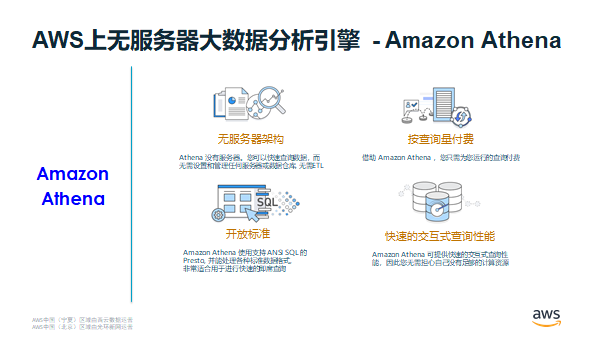 AWS上无服务器大数据分析引擎 - Amazon Athena
Amazon
Athena
无服务器架构
Athena 没有服务器。您可以快速查询数据，而
无需设置和管理任何服务器或数据仓库, 无需ETL
按查询量付费
借助 Amazon Athena ，您只需为您运行的查询付费
SQL
开放标准
Amazon Athena 使用支持 ANSI SQL 的
Presto, 并能处理各种标准数据格式。
非常适合用于进行快速的即席查询
快速的交互式查询性能
Amazon Athena 可提供快速的交互式查询性
能，因此您无需担心自己没有足够的计算资源
AWS中国（宁夏）区域由西云数据运营
AWS中国（北京）区域由光环新网运营
aws